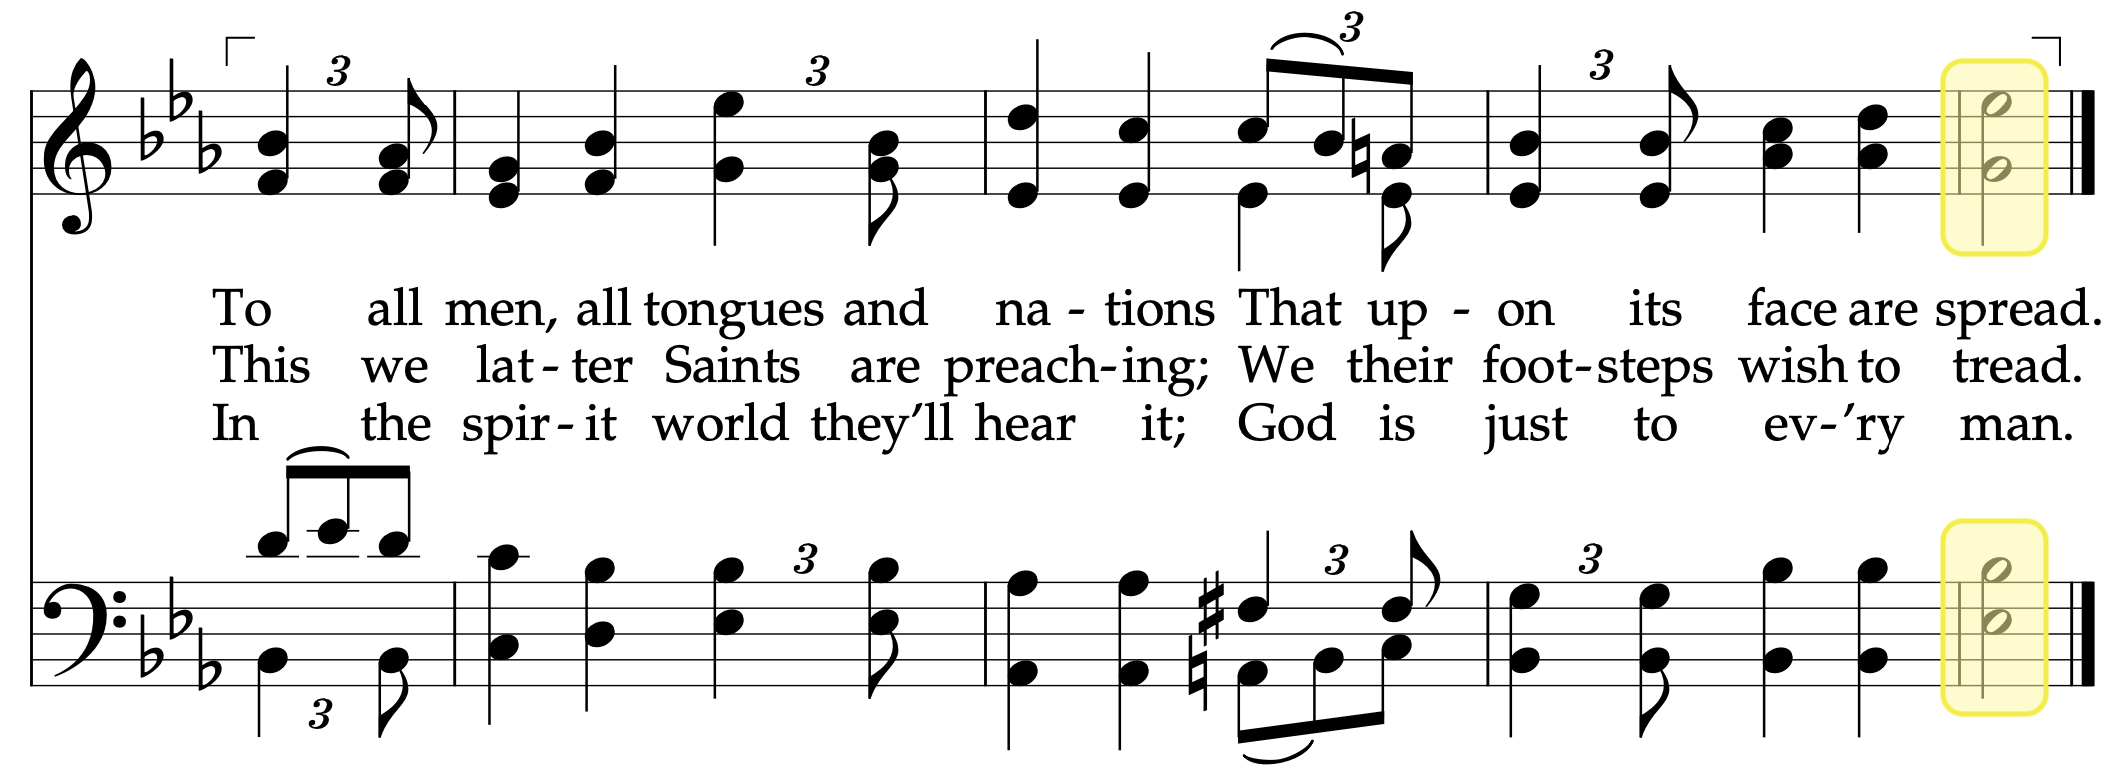 3 3 3 3
To all men, all tongues and na - tions That up - on its face are spread.
This we lat - ter Saints are preach - ing; We their foot - steps wish to tread.
In the spir - it world they’ll hear it; God is just to ev - ’ry man.
3 3 3 3